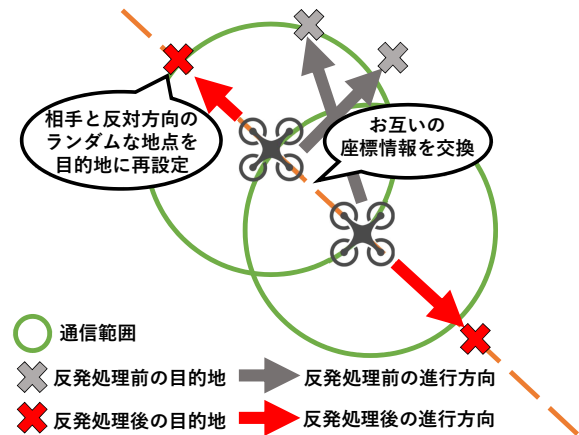 相手と反対方向の
ランダムな地点を
目的地に再設定
お互いの
座標情報を交換
通信範囲
反発処理前の目的地
反発処理前の進行方向
反発処理後の目的地
反発処理後の進行方向